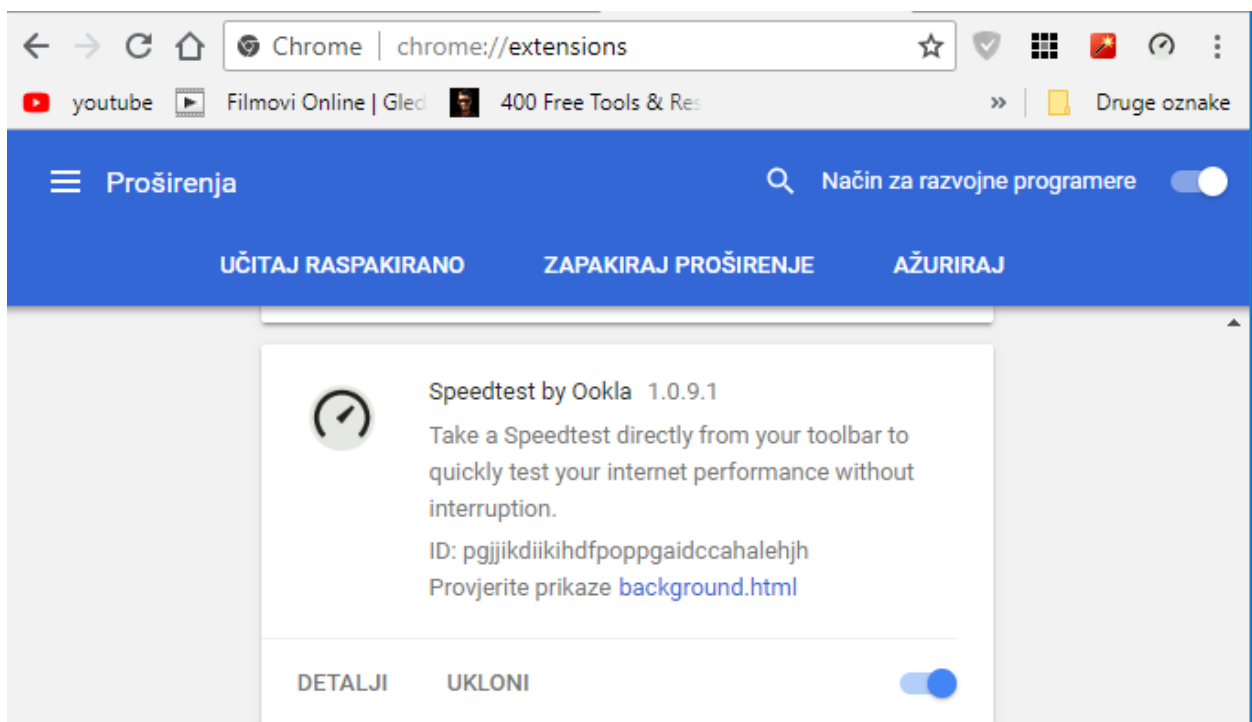 Chrome chrome://extensions
youtube Filmovi Online | Gled 400 Free Tools & Res » Druge oznake
Proširenja Način za razvojne programere
UČITAJ RASPAKIRANO ZAPAKIRAJ PROŠIRENJE AŽURIRAJ
Speedtest by Ookla 1.0.9.1
Take a Speedtest directly from your toolbar to
quickly test your internet performance without
interruption.
ID: pgjjikdiikihdfpoppgaidccahalehjh
Provjerite prikaze background.html
DETALJI UKLONI